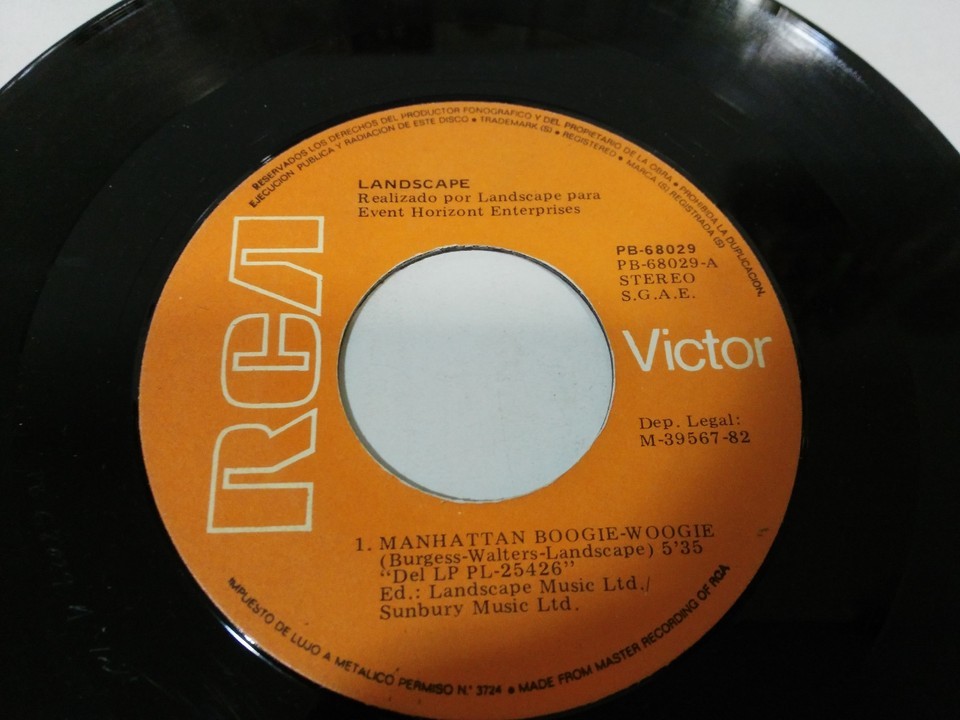 RESERVADOS LOS DERECHOS DEL PRODUCTOR FONOGRAFICO Y DEL PROPIETARIO DE LA OBRA • PROHIBIDA LA DUPLICACION,
EJECUCION PUBLICA Y RADIACION DE ESTE DISCO • TRADEMARK (S) • REGISTERED • MARCA (S) REGISTRADA (S)
LANDSCAPE
Realizado por Landscape para
Event Horizont Enterprises
RCA
PB-68029
PB-68029-A
STEREO
S.G.A.E.
Victor
Dep. Legal:
M-39567-82
1. MANHATTAN BOOGIE-WOOGIE
(Burgess-Walters-Landscape) 5'35
"Del LP PL-25426"
Ed.: Landscape Music Ltd./
Sunbury Music Ltd.
IMPUESTO DE LUJO A METALICO PERMISO N.° 3724 • MADE FROM MASTER RECORDING OF RCA